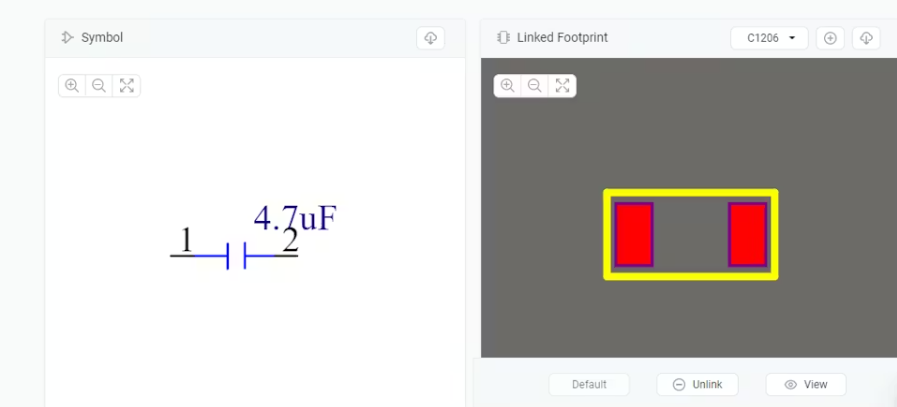 Symbol
Linked Footprint
C1206
4.7uF
1
2
Default
Unlink
View